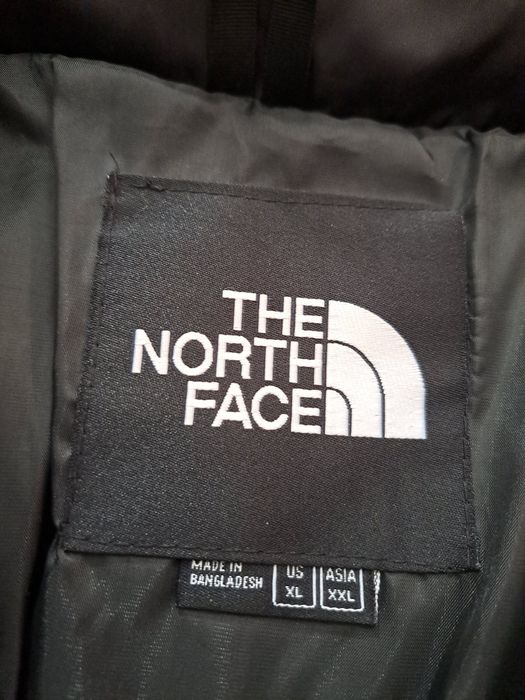 THE
NORTH
FACE
MADE IN
BANGLADESH
US
XL
ASIA
XXL